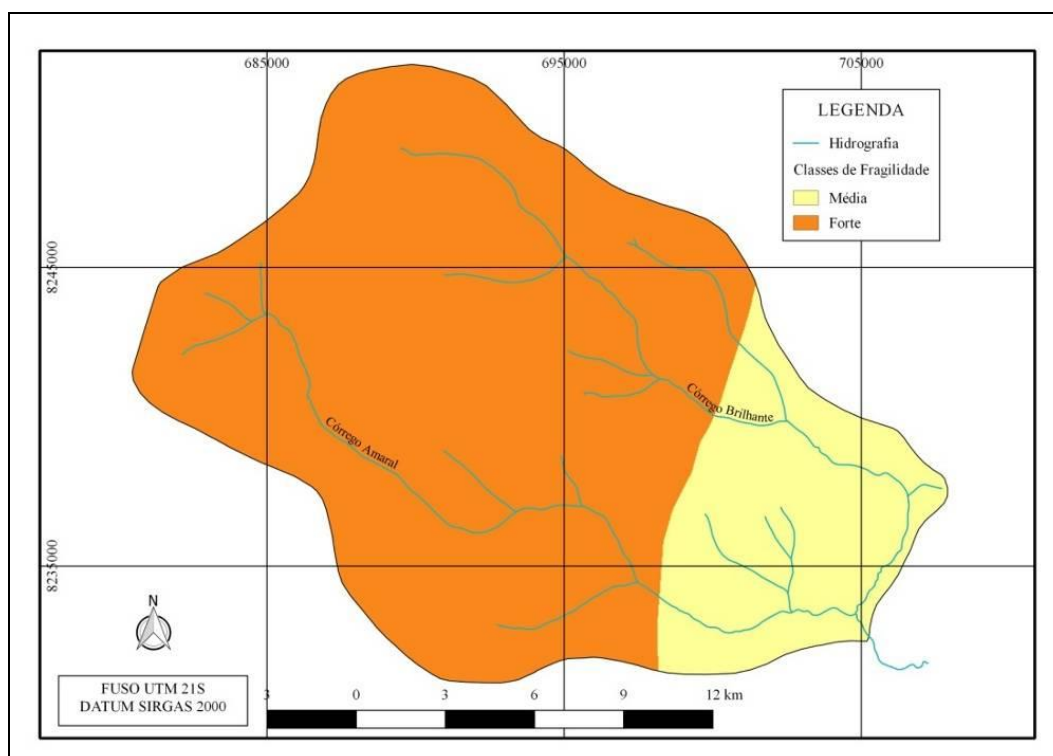 685000
695000
705000
LEGENDA
Hidrografia
Classes de Fragilidade
Média
Forte
8245000
Córrego Brilhante
Córrego Amaral
8235000
N
FUSO UTM 21S
DATUM SIRGAS 2000
3 0 3 6 9 12 km